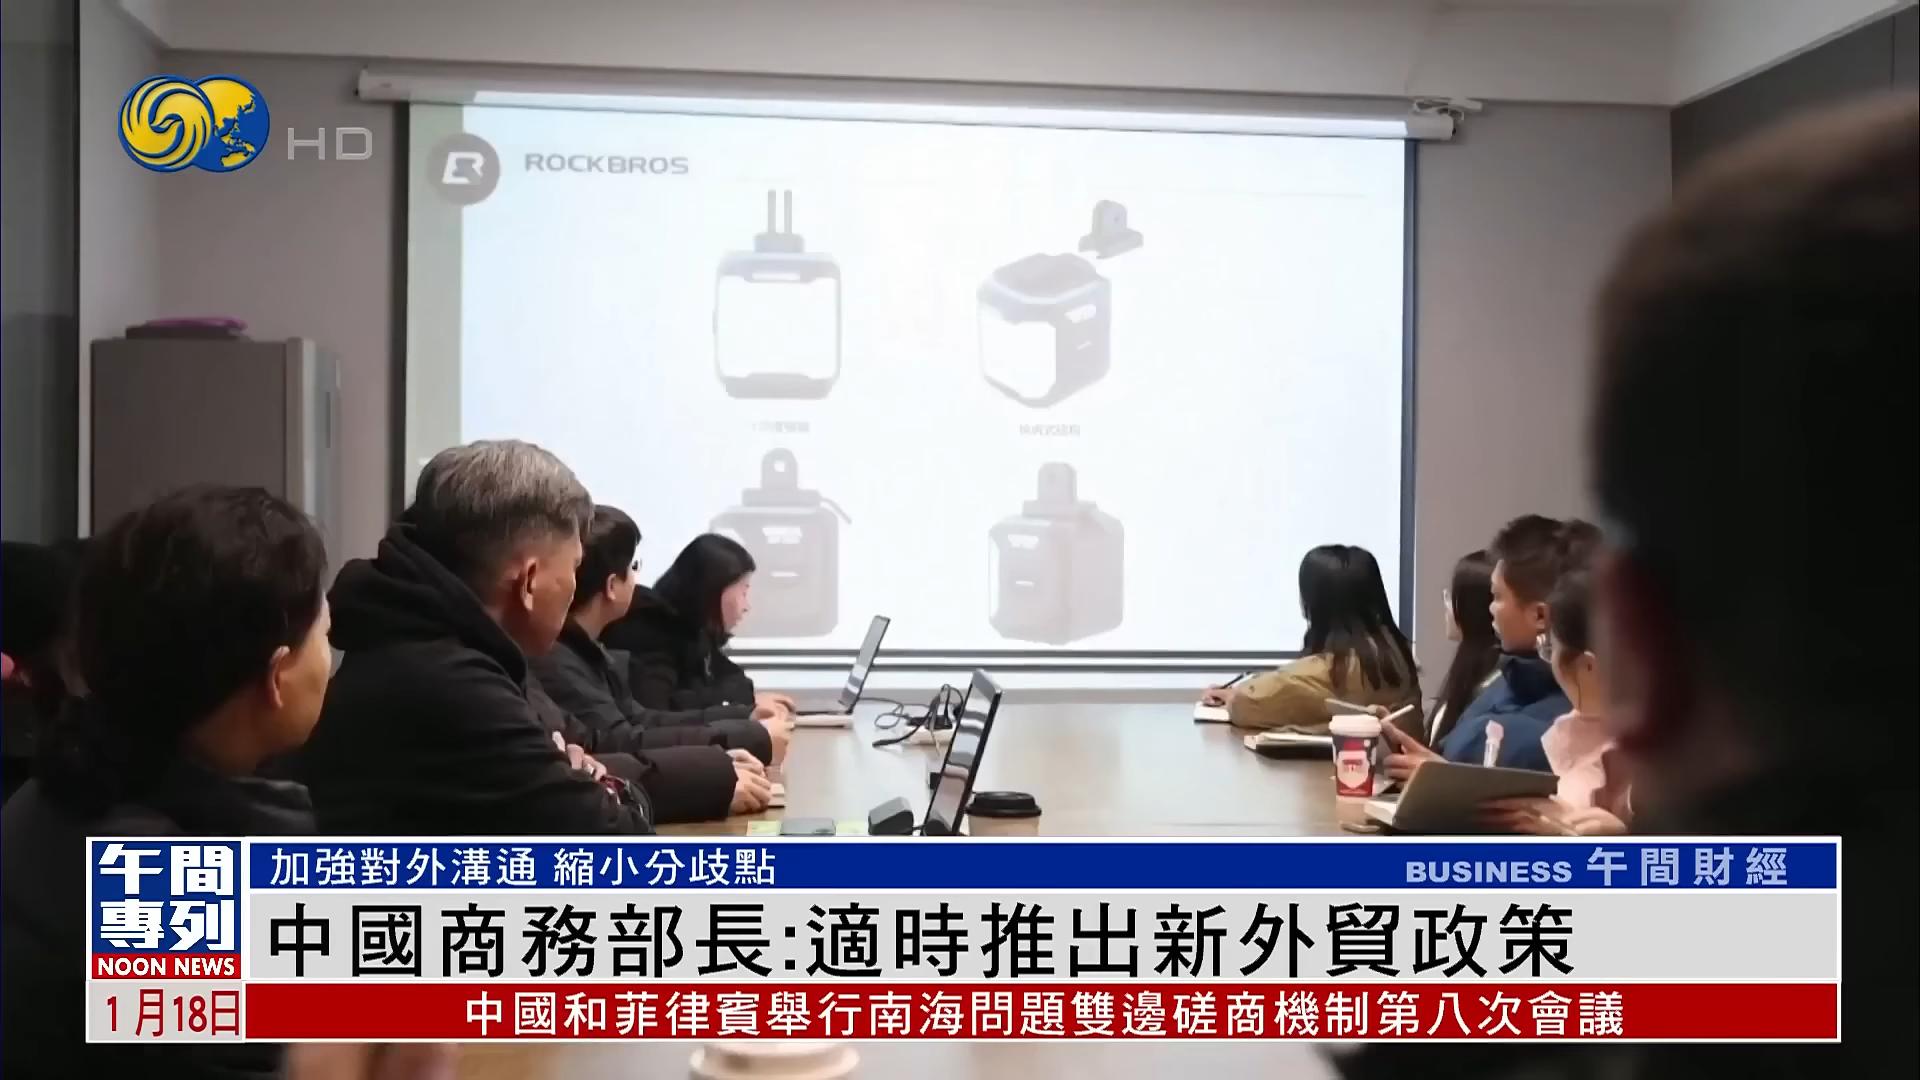 HD
ROCKBROS
加強對外溝通 縮小分歧點
BUSINESS 午間財經
午間
專列
NOON NEWS
中國商務部長:適時推出新外貿政策
1月18日
中國和菲律賓舉行南海問題雙邊磋商機制第八次會議